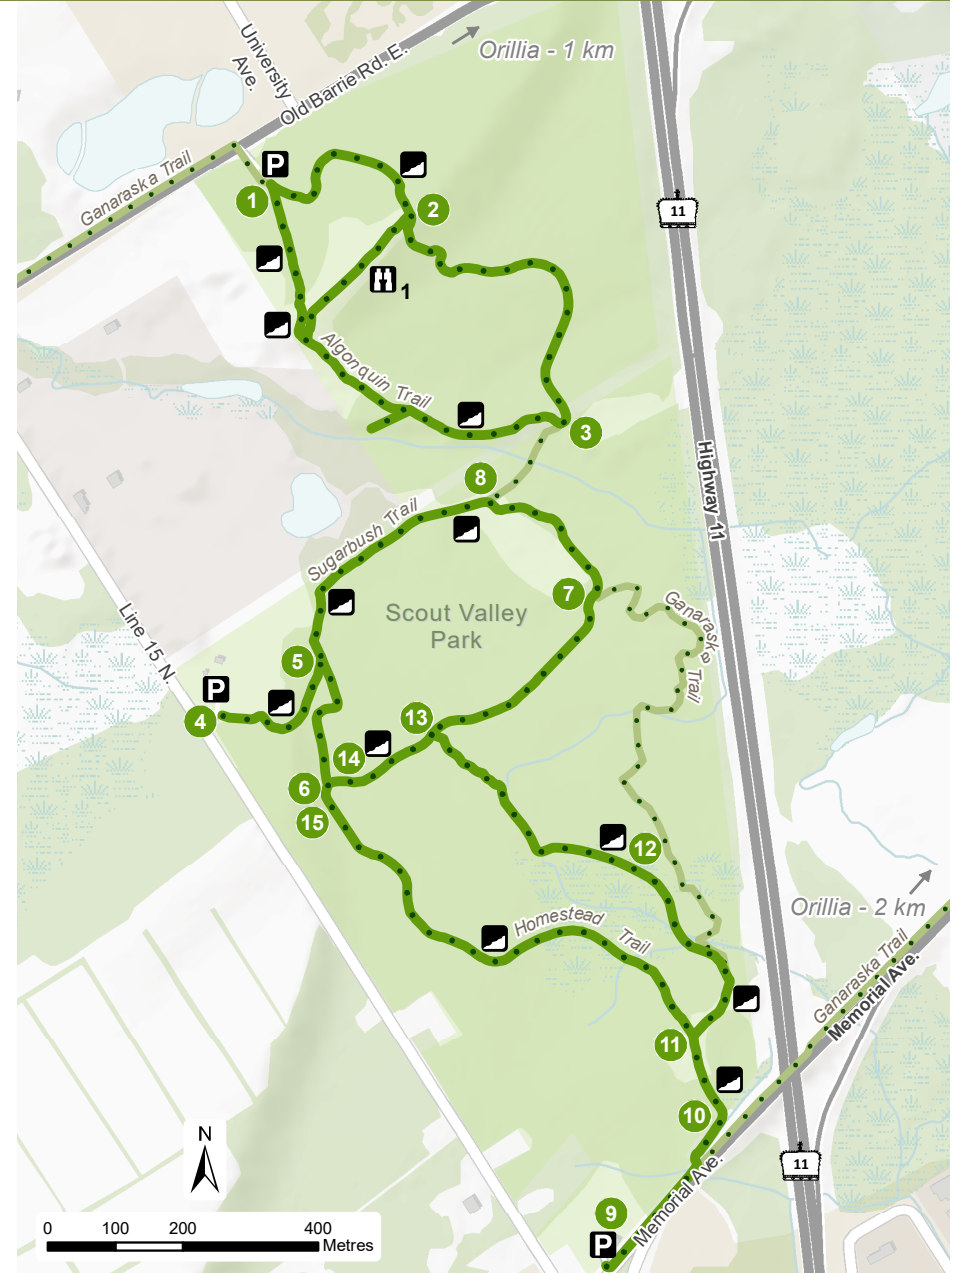 University
Ave.
Old Barrie Rd. E.
Orillia - 1 km
Ganaraska Trail
P
1
2
11
1
Algonquin Trail
3
Highway 11
8
Sugarbush Trail
7
Scout Valley
Park
Ganaraska
Trail
Line 15 N.
5
P
4
13
14
6
15
12
Homestead
Trail
Orillia - 2 km
Ganaraska Trail
Memorial Ave.
11
10
N
11
9
P
Memorial Ave.
0 100 200 400
Metres